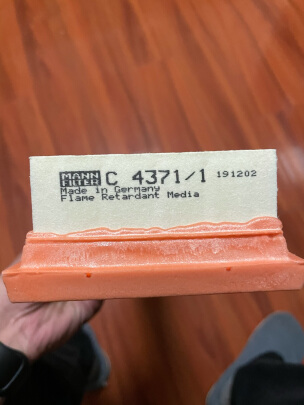 MANN FILTER C 4371/1 191202
Made in Germany
Flame Retardant Media